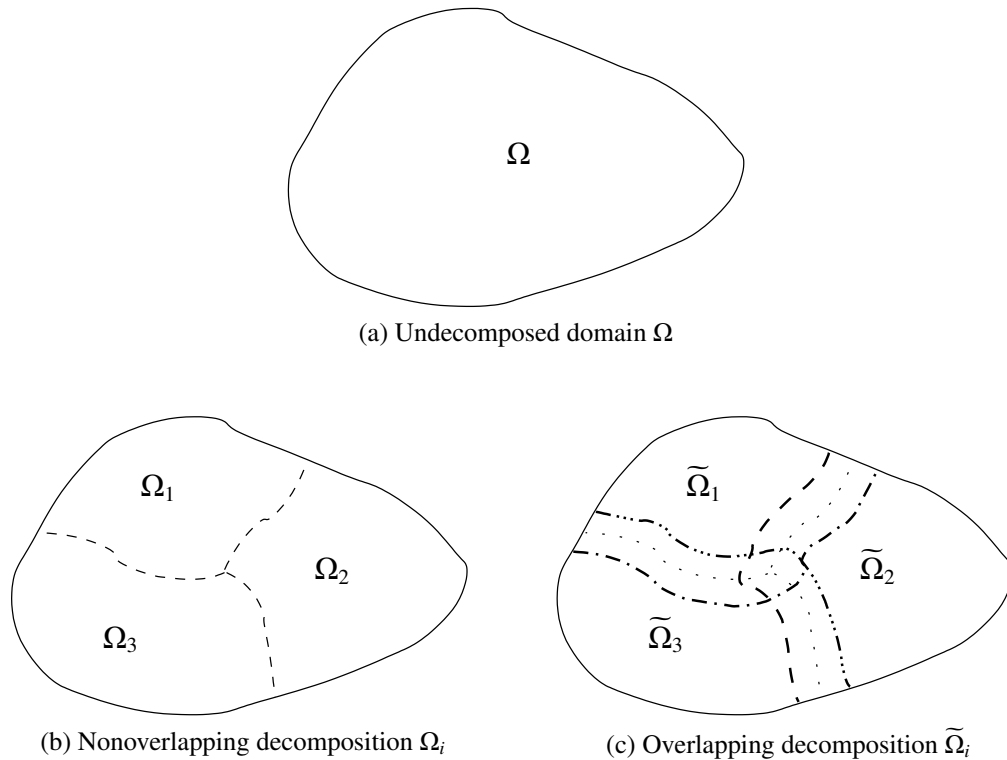 Ω
(a) Undecomposed domain Ω
Ω₁
Ω₂
Ω₃
(b) Nonoverlapping decomposition Ωᵢ
Ω̃₁
Ω̃₂
Ω̃₃
(c) Overlapping decomposition Ω̃ᵢ